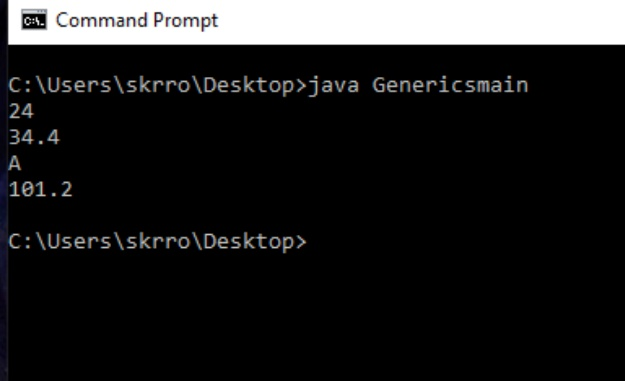 Command Prompt
C:\Users\skrro\Desktop>java Genericsmain
24
34.4
A
101.2
C:\Users\skrro\Desktop>